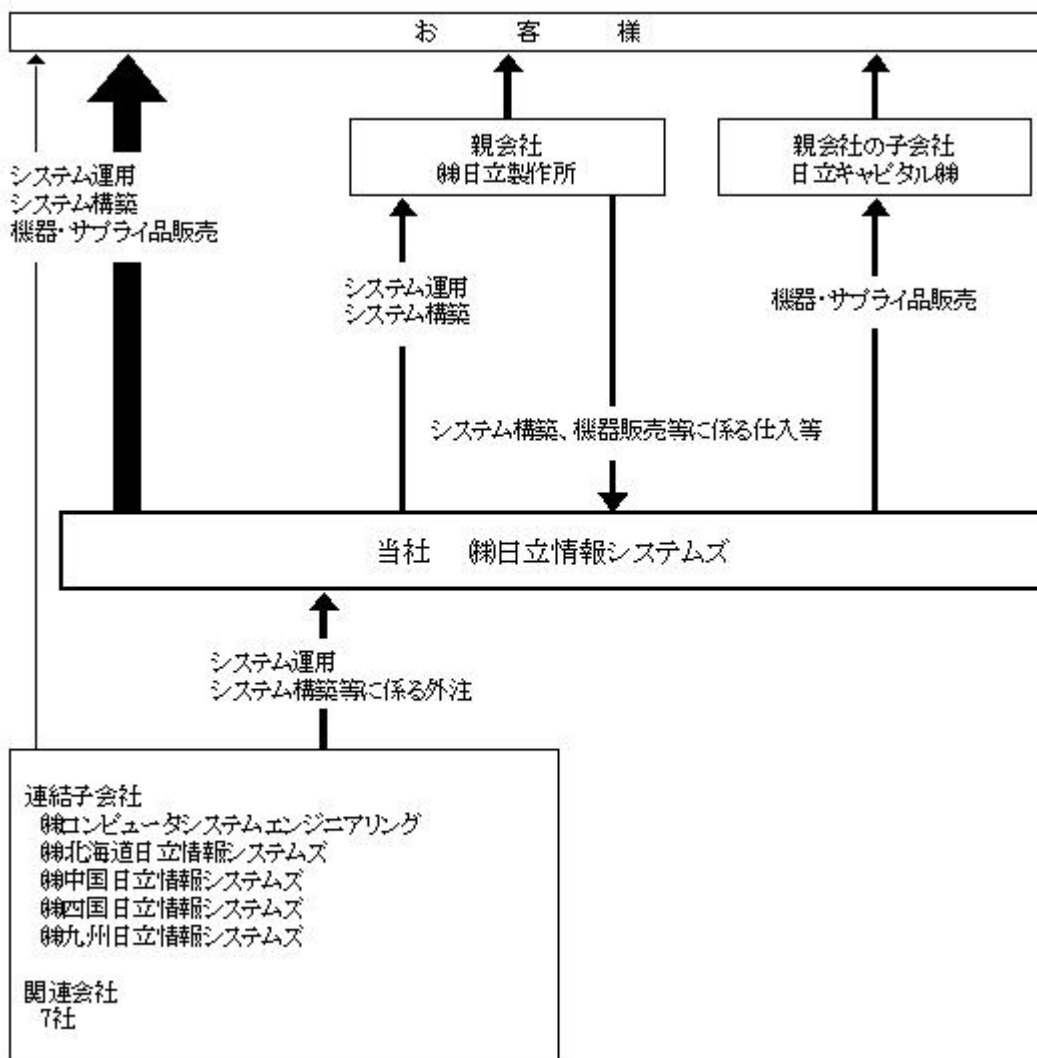 お客様
親会社
㈱日立製作所
親会社の子会社
日立キャピタル㈱
システム運用
システム構築
機器・サプライ品販売
システム運用
システム構築
機器・サプライ品販売
システム構築、機器販売等に係る仕入等
当社 ㈱日立情報システムズ
システム運用
システム構築等に係る外注
連結子会社
㈱コンピュータシステムエンジニアリング
㈱北海道日立情報システムズ
㈱中国日立情報システムズ
㈱四国日立情報システムズ
㈱九州日立情報システムズ
関連会社
7社